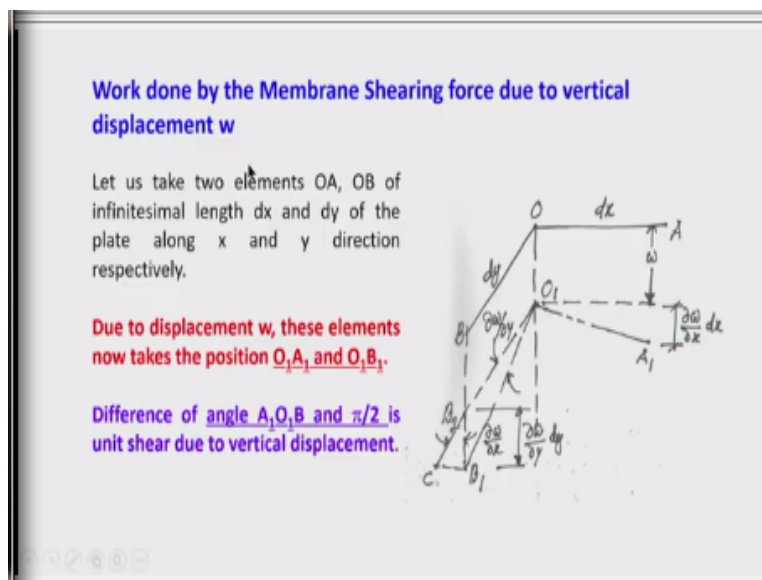 Work done by the Membrane Shearing force due to vertical
displacement w
Let us take two elements OA, OB of
infinitesimal length dx and dy of the
plate along x and y direction
respectively.
Due to displacement w, these elements
now takes the position O₁A₁ and O₁B₁.
Difference of angle A₁O₁B and π/2 is
unit shear due to vertical displacement.
O dx A
ω
dy
O₁
∂ω/∂y
∂ω/∂x dx
B
A₁
B₂
∂ω/∂x
∂ω/∂y dy
C
B₁